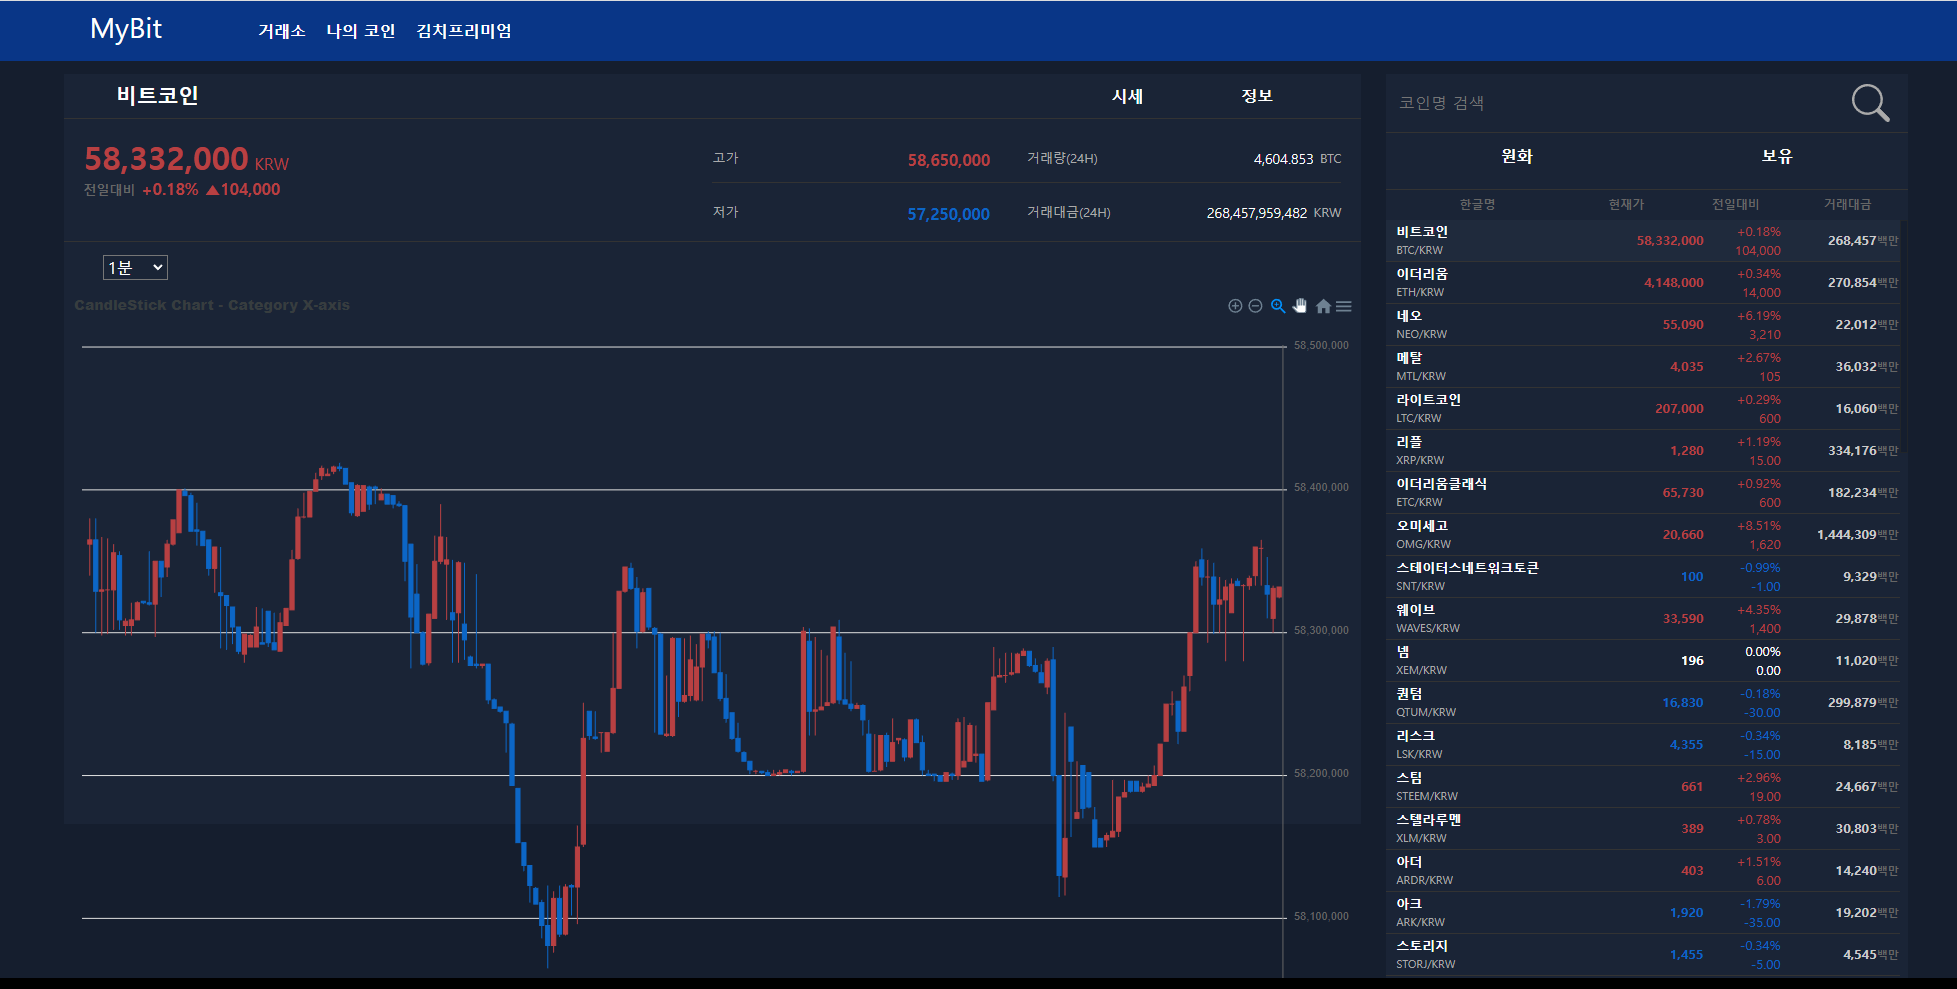 MyBit 거래소 나의 코인 김치프리미엄
비트코인 시세 정보
58,332,000 KRW
전일대비 +0.18% ▲104,000
고가 58,650,000 거래량(24H) 4,604.853 BTC
저가 57,250,000 거래대금(24H) 268,457,959,482 KRW
1분
CandleStick Chart - Category X-axis
58,500,000
58,400,000
58,300,000
58,200,000
58,100,000
코인명 검색
원화 보유
한글명 현재가 전일대비 거래대금
비트코인 58,332,000 +0.18% 268,457백만
BTC/KRW 104,000
이더리움 4,148,000 +0.34% 270,854백만
ETH/KRW 14,000
네오 55,090 +6.19% 22,012백만
NEO/KRW 3,210
메탈 4,035 +2.67% 36,032백만
MTL/KRW 105
라이트코인 207,000 +0.29% 16,060백만
LTC/KRW 600
리플 1,280 +1.19% 334,176백만
XRP/KRW 15.00
이더리움클래식 65,730 +0.92% 182,234백만
ETC/KRW 600
오미세고 20,660 +8.51% 1,444,309백만
OMG/KRW 1,620
스테이터스네트워크토큰 100 -0.99% 9,329백만
SNT/KRW -1.00
웨이브 33,590 +4.35% 29,878백만
WAVES/KRW 1,400
넴 196 0.00% 11,020백만
XEM/KRW 0.00
퀀텀 16,830 -0.18% 299,879백만
QTUM/KRW -30.00
리스크 4,355 -0.34% 8,185백만
LSK/KRW -15.00
스팀 661 +2.96% 24,667백만
STEEM/KRW 19.00
스텔라루멘 389 +0.78% 30,803백만
XLM/KRW 3.00
아더 403 +1.51% 14,240백만
ARDR/KRW 6.00
아크 1,920 -1.79% 19,202백만
ARK/KRW -35.00
스토리지 1,455 -0.34% 4,545백만
STORJ/KRW -5.00